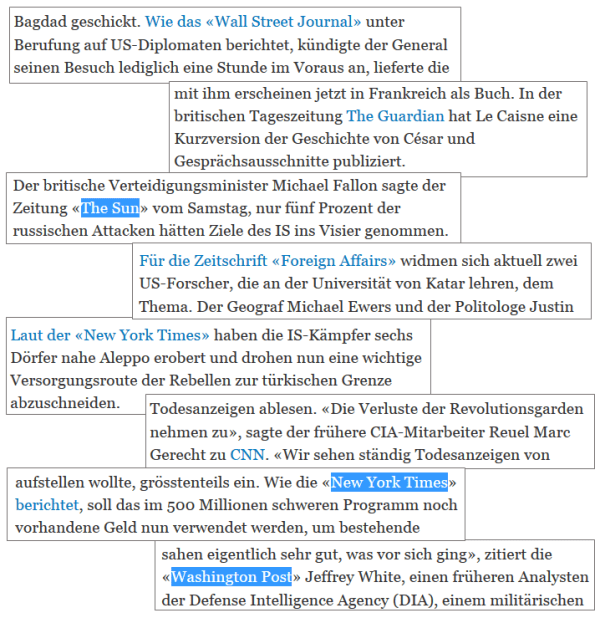 Bagdad geschickt. Wie das «Wall Street Journal» unter
Berufung auf US-Diplomaten berichtet, kündigte der General
seinen Besuch lediglich eine Stunde im Voraus an, lieferte die
mit ihm erscheinen jetzt in Frankreich als Buch. In der
britischen Tageszeitung The Guardian hat Le Caisne eine
Kurzversion der Geschichte von César und
Gesprächsausschnitte publiziert.
Der britische Verteidigungsminister Michael Fallon sagte der
Zeitung «The Sun» vom Samstag, nur fünf Prozent der
russischen Attacken hätten Ziele des IS ins Visier genommen.
Für die Zeitschrift «Foreign Affairs» widmen sich aktuell zwei
US-Forscher, die an der Universität von Katar lehren, dem
Thema. Der Geograf Michael Ewers und der Politologe Justin
Laut der «New York Times» haben die IS-Kämpfer sechs
Dörfer nahe Aleppo erobert und drohen nun eine wichtige
Versorgungsroute der Rebellen zur türkischen Grenze
abzuschneiden.
Todesanzeigen ablesen. «Die Verluste der Revolutionsgarden
nehmen zu», sagte der frühere CIA-Mitarbeiter Reuel Marc
Gerecht zu CNN. «Wir sehen ständig Todesanzeigen von
aufstellen wollte, grösstenteils ein. Wie die «New York Times»
berichtet, soll das im 500 Millionen schweren Programm noch
vorhandene Geld nun verwendet werden, um bestehende
sahen eigentlich sehr gut, was vor sich ging», zitiert die
«Washington Post» Jeffrey White, einen früheren Analysten
der Defense Intelligence Agency (DIA), einem militärischen